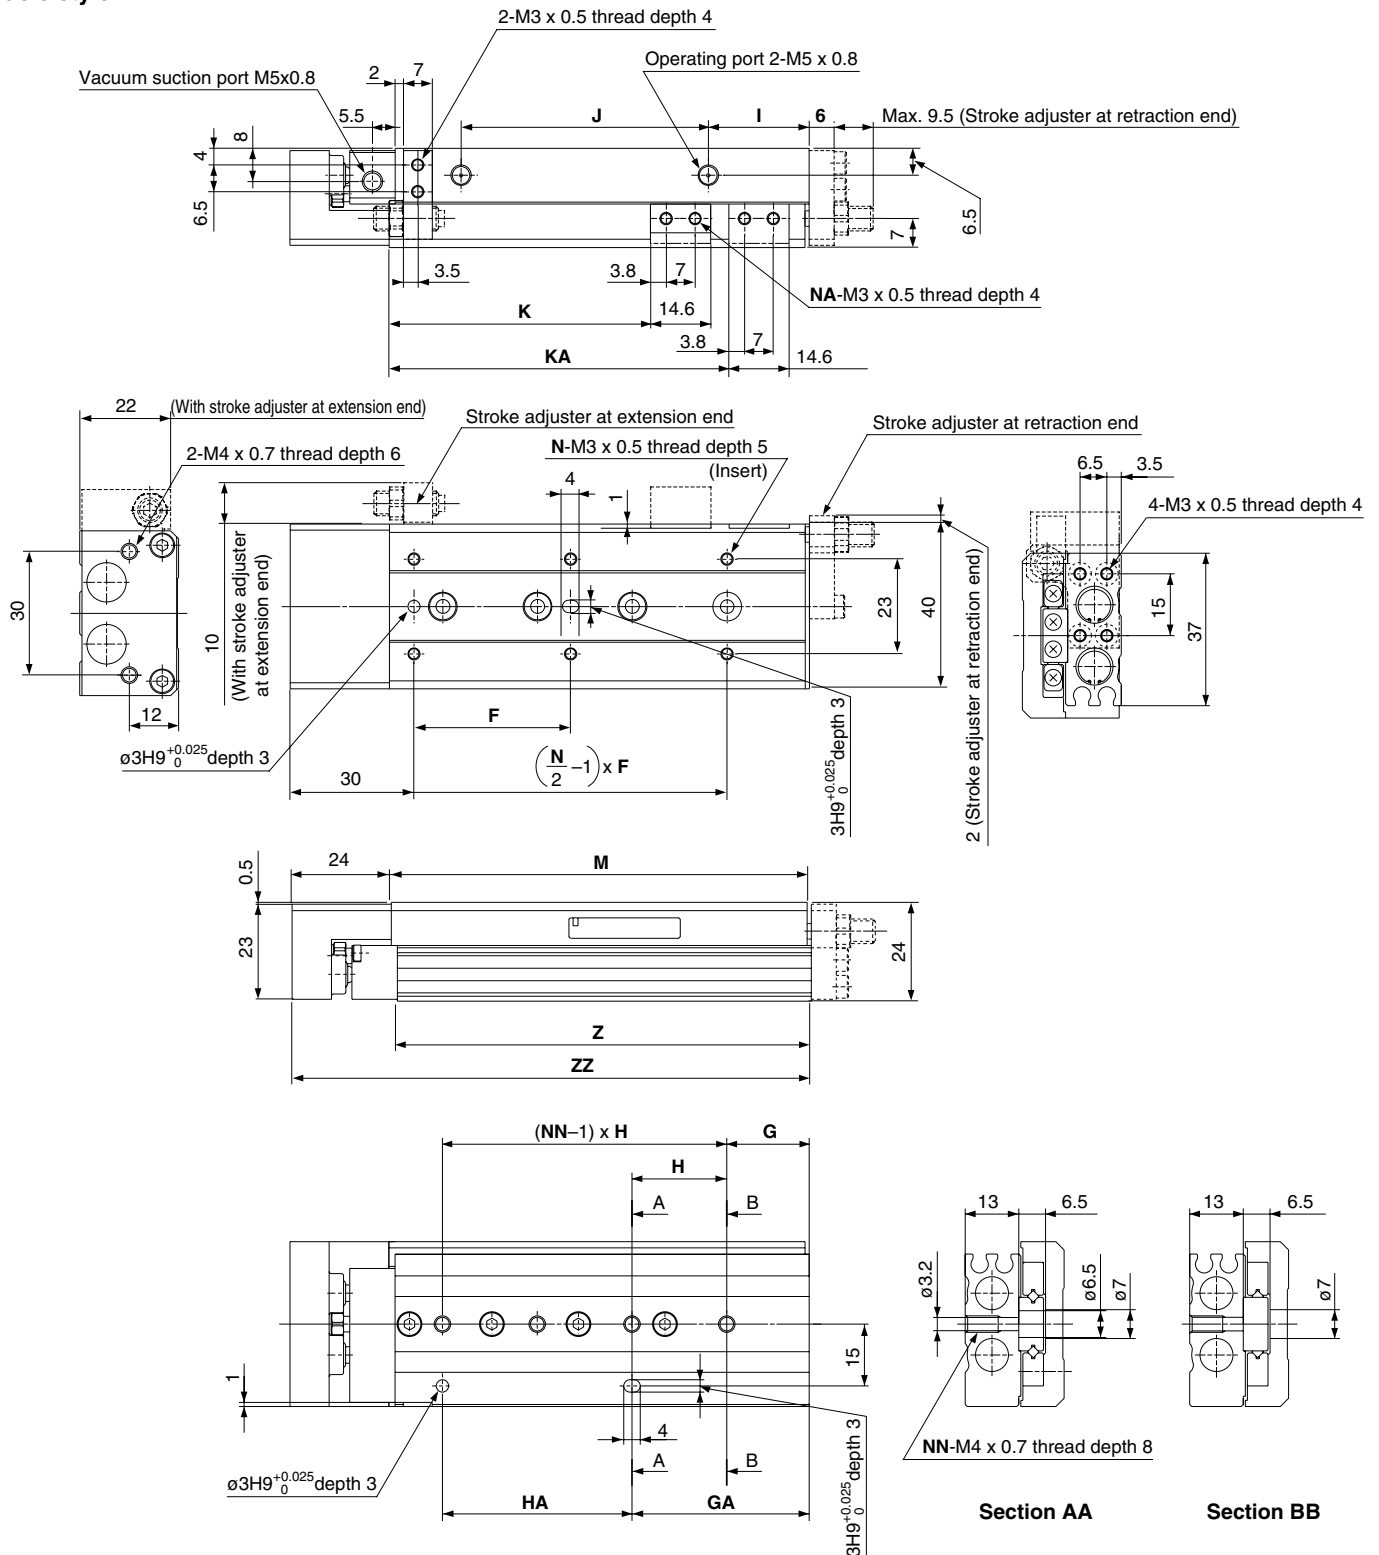 2-M3 x 0.5 thread depth 4
Vacuum suction port M5x0.8
2
7
Operating port 2-M5 x 0.8
5.5
J
I
6
Max. 9.5 (Stroke adjuster at retraction end)
8
4
6.5
6.5
7
3.5
3.8
7
NA-M3 x 0.5 thread depth 4
K
14.6
3.8
7
14.6
KA
22
(With stroke adjuster at extension end)
Stroke adjuster at extension end
Stroke adjuster at retraction end
2-M4 x 0.7 thread depth 6
N-M3 x 0.5 thread depth 5
(Insert)
4
1
6.5
3.5
4-M3 x 0.5 thread depth 4
30
10
(With stroke adjuster
at extension end)
23
40
15
37
12
F
ø3H9 +0.025 0 depth 3
30
(N/2 –1) x F
3H9 +0.025 0 depth 3
2 (Stroke adjuster at retraction end)
0.5
24
M
23
24
Z
ZZ
(NN–1) x H
G
H
A
B
13
6.5
13
6.5
ø3.2
ø6.5
ø7
ø7
15
1
4
A
B
NN-M4 x 0.7 thread depth 8
ø3H9 +0.025 0 depth 3
HA
GA
3H9 +0.025 0 depth 3
Section AA
Section BB